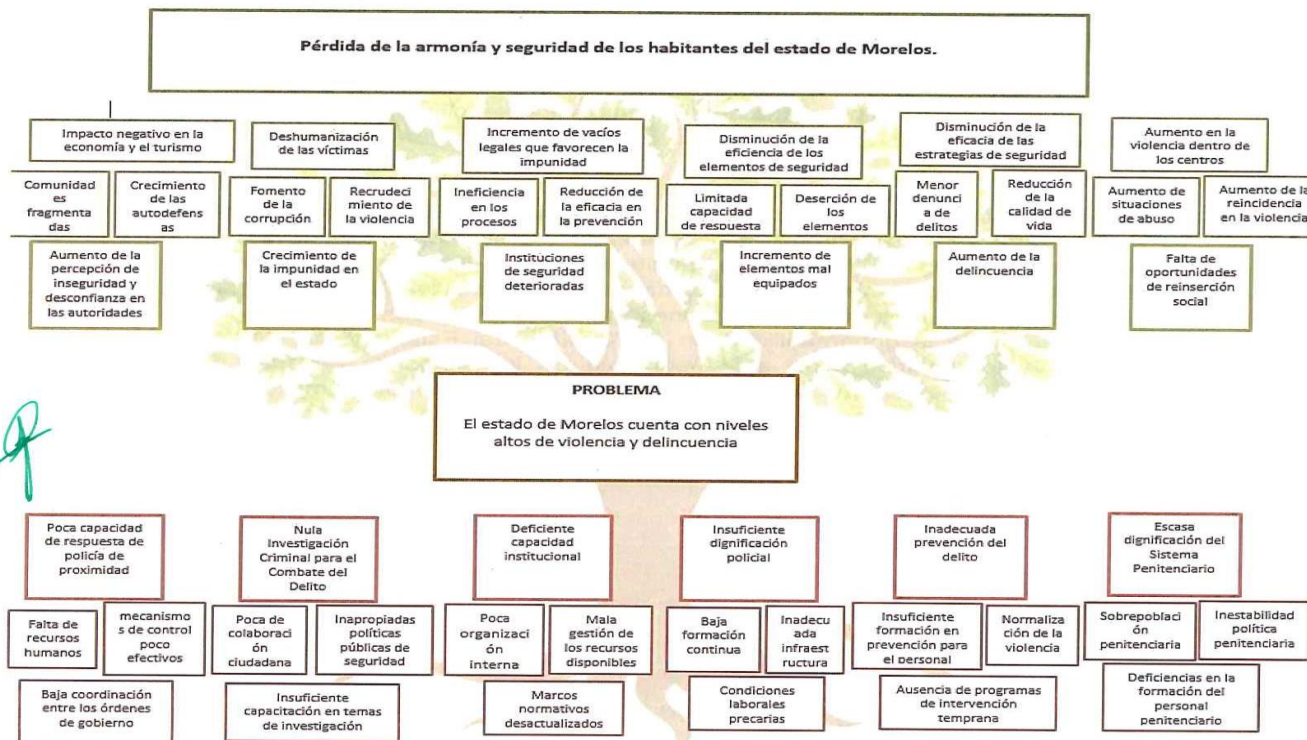 Pérdida de la armonía y seguridad de los habitantes del estado de Morelos.
Impacto negativo en la
economía y el turismo
Deshumanización
de las víctimas
Incremento de vacíos
legales que favorecen la
impunidad
Disminución de la
eficiencia de los
elementos de seguridad
Disminución de la
eficacia de las
estrategias de seguridad
Aumento en la
violencia dentro de
los centros
Comunidad
es
fragmenta
das
Crecimiento
de las
autodefens
as
Fomento
de la
corrupción
Recrudeci
miento de
la violencia
Ineficiencia
en los
procesos
Reducción de
la eficacia en
la prevención
Limitada
capacidad
de respuesta
Deserción de
los
elementos
Menor
denunci
a de
delitos
Reducción
de la
calidad de
vida
Aumento de
situaciones
de abuso
Aumento de la
reincidencia
en la violencia
Aumento de la
percepción de
inseguridad y
desconfianza en
las autoridades
Crecimiento de
la impunidad en
el estado
Instituciones
de seguridad
deterioradas
Incremento de
elementos mal
equipados
Aumento de la
delincuencia
Falta de
oportunidades
de reinserción
social
PROBLEMA
El estado de Morelos cuenta con niveles
altos de violencia y delincuencia
Poca capacidad
de respuesta de
policía de
proximidad
Nula
Investigación
Criminal para el
Combate del
Delito
Deficiente
capacidad
institucional
Insuficiente
dignificación
policial
Inadecuada
prevención del
delito
Escasa
dignificación del
Sistema
Penitenciario
Falta de
recursos
humanos
mecanismo
s de control
poco
efectivos
Poca de
colaboraci
ón
ciudadana
Inapropiadas
políticas
públicas de
seguridad
Poca
organizaci
ón
interna
Mala
gestión de
los recursos
disponibles
Baja
formación
continua
Inadecu
ada
infraest
ructura
Insuficiente
formación en
prevención para
el personal
Normaliza
ción de la
violencia
Sobrepoblaci
ón
penitenciaria
Inestabilidad
política
penitenciaria
Baja coordinación
entre los órdenes
de gobierno
Insuficiente
capacitación en temas
de investigación
Marcos
normativos
desactualizados
Condiciones
laborales
precarias
Ausencia de programas
de intervención
temprana
Deficiencias en la
formación del
personal
penitenciario